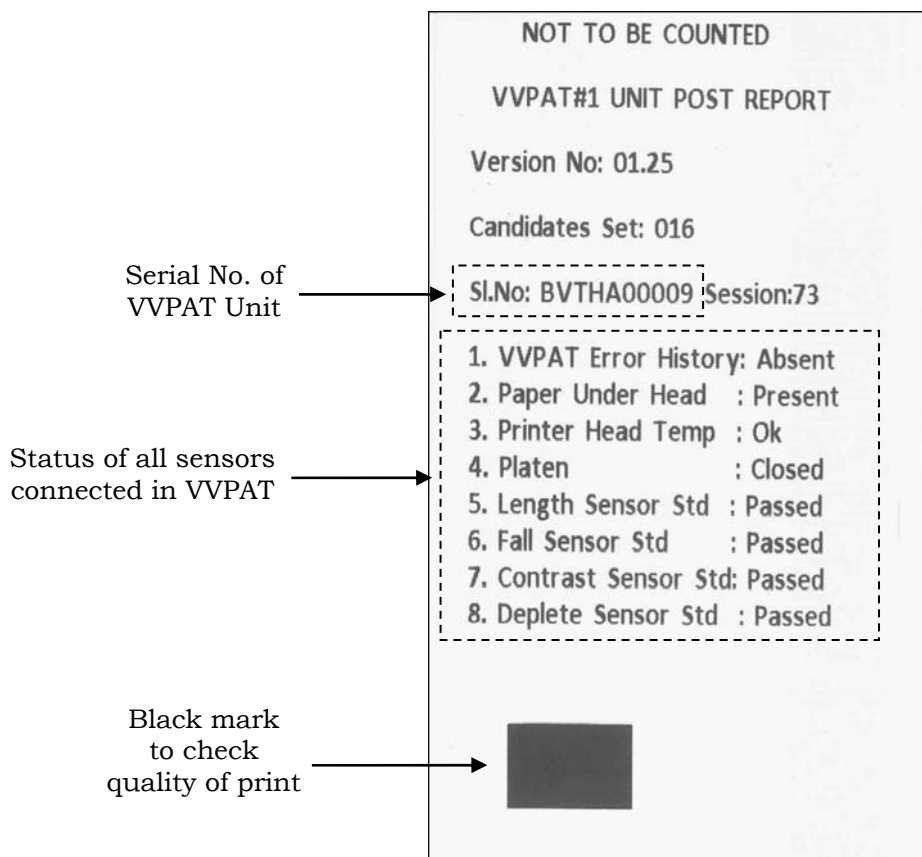 NOT TO BE COUNTED
VVPAT#1 UNIT POST REPORT
Version No: 01.25
Candidates Set: 016
Serial No. of
VVPAT Unit
Sl.No: BVTHA00009 Session:73
1. VVPAT Error History: Absent
2. Paper Under Head : Present
3. Printer Head Temp : Ok
4. Platen : Closed
5. Length Sensor Std : Passed
6. Fall Sensor Std : Passed
7. Contrast Sensor Std: Passed
8. Deplete Sensor Std : Passed
Status of all sensors
connected in VVPAT
Black mark
to check
quality of print